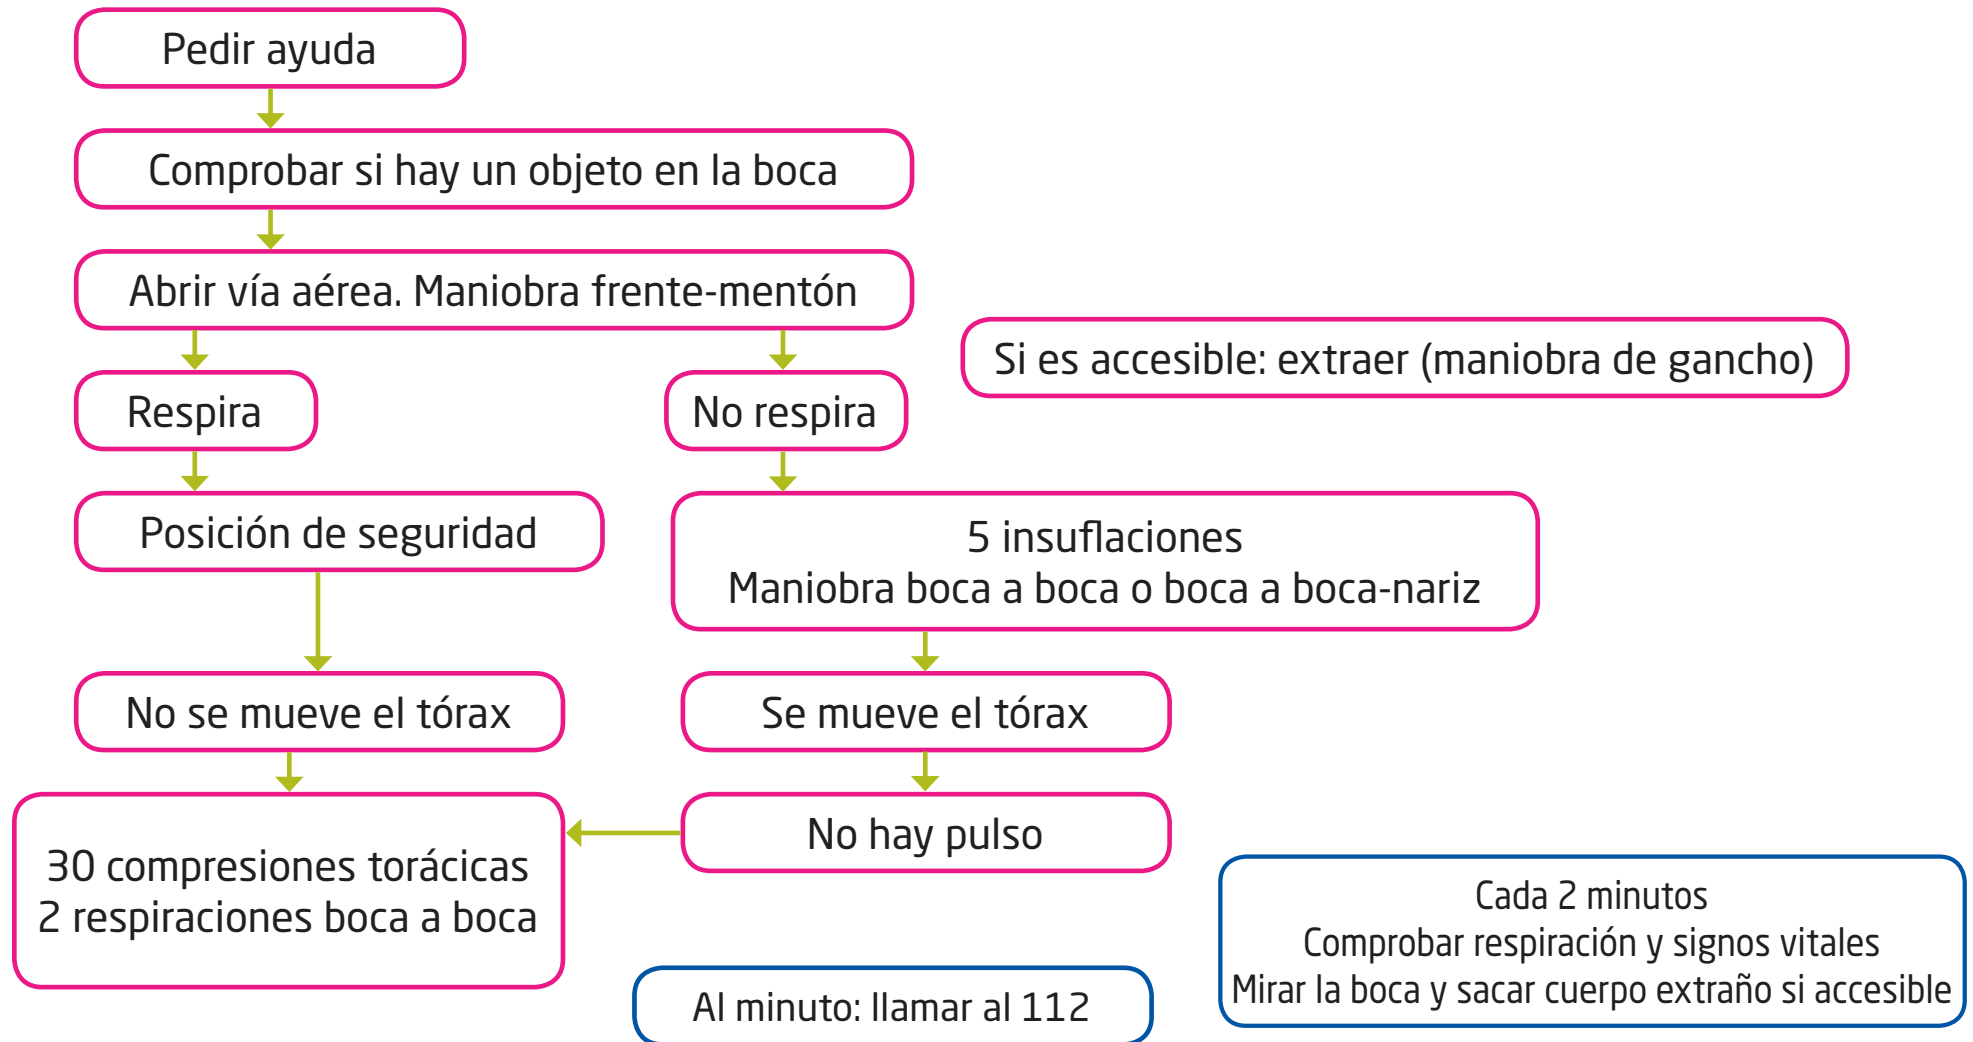 Pedir ayuda
Comprobar si hay un objeto en la boca
Abrir vía aérea. Maniobra frente-mentón
Si es accesible: extraer (maniobra de gancho)
Respira
No respira
Posición de seguridad
5 insuflaciones
Maniobra boca a boca o boca a boca-nariz
No se mueve el tórax
Se mueve el tórax
No hay pulso
30 compresiones torácicas
2 respiraciones boca a boca
Cada 2 minutos
Comprobar respiración y signos vitales
Mirar la boca y sacar cuerpo extraño si accesible
Al minuto: llamar al 112